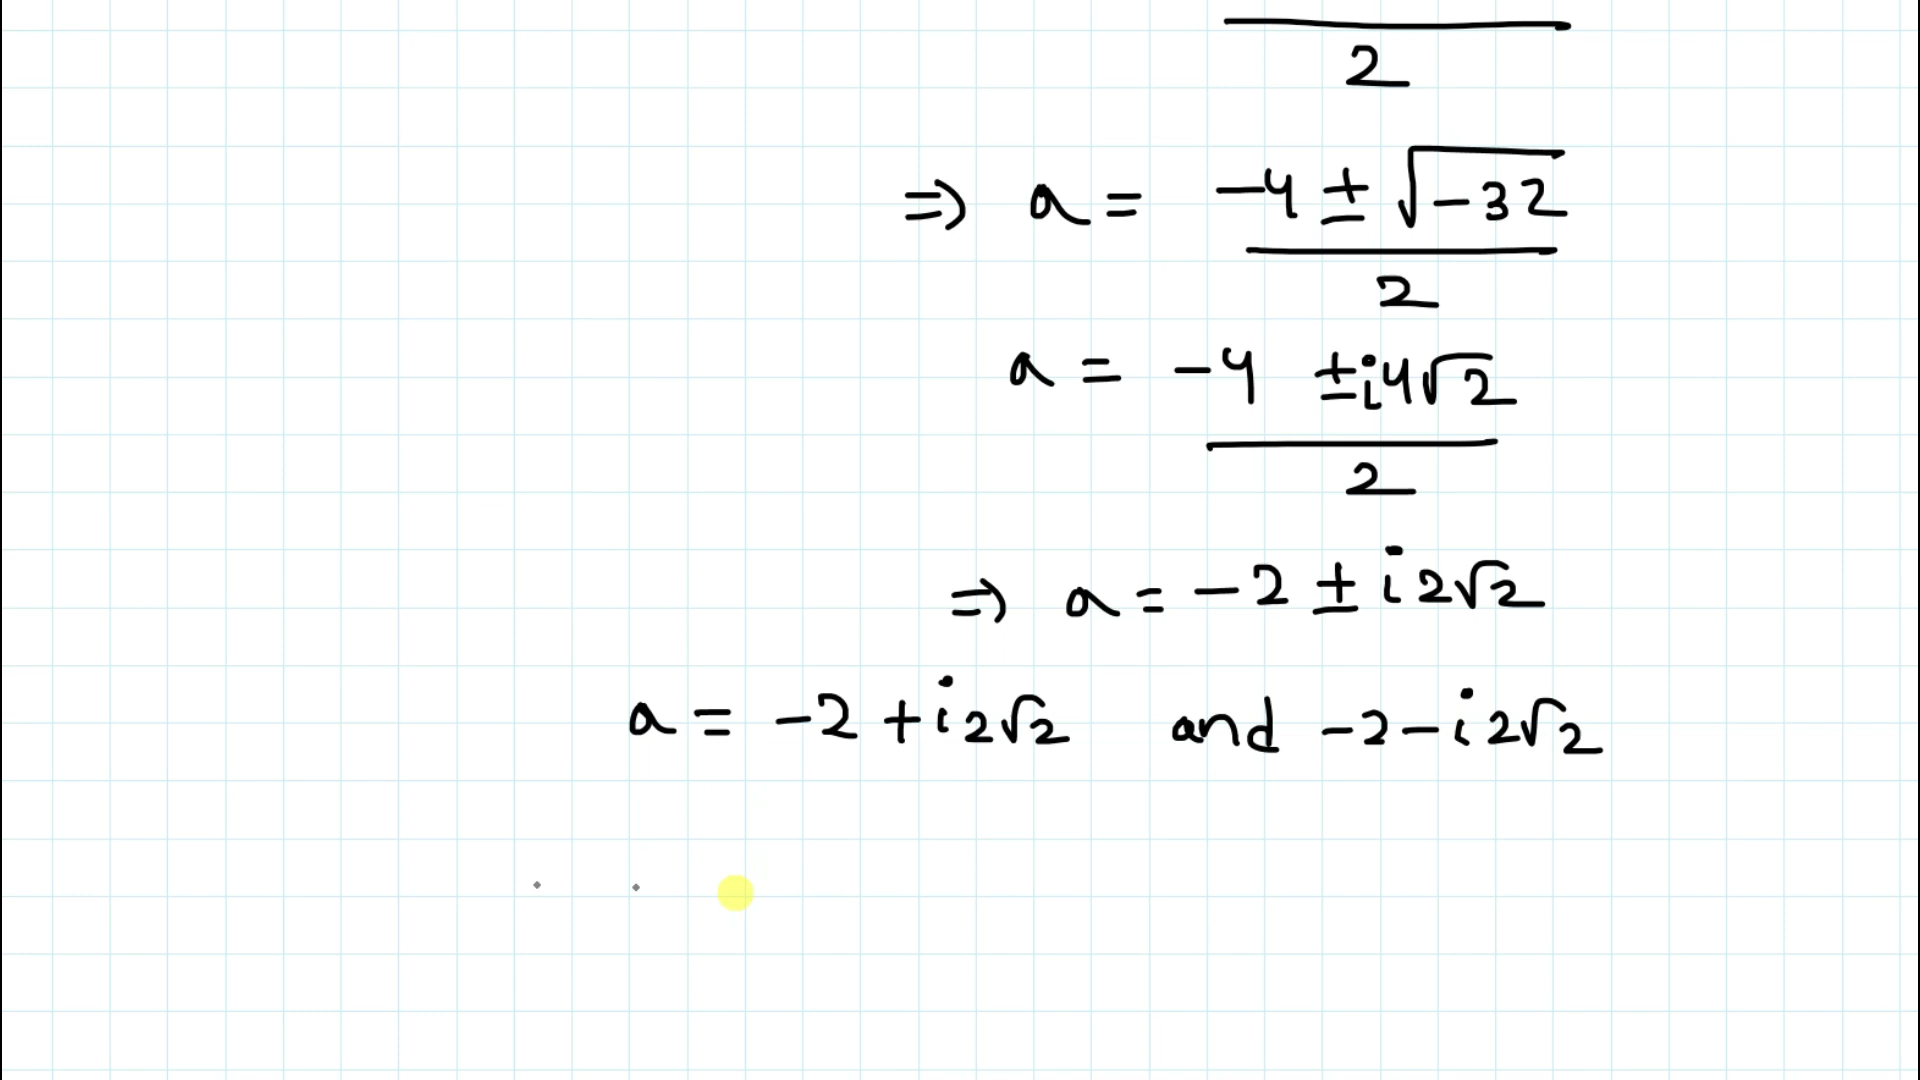 2
⇒ a = -4 ± √-32
2
a = -4 ± i4√2
2
⇒ a = -2 ± i2√2
a = -2 + i2√2 and -2 - i2√2